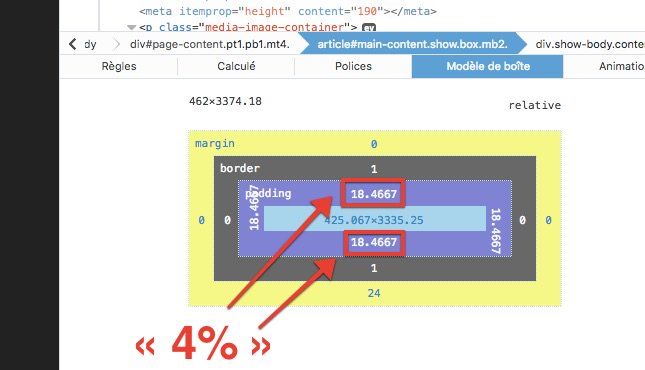 <meta itemprop="height" content="190"></meta>
<p class="media-image-container"> ev
dy div#page-content.pt1.pb1.mt4. article#main-content.show.box.mb2. div.show-body.conte
Règles Calculé Polices Modèle de boîte Animatio
462×3374.18 relative
margin 0
border 1
padding 18.4667
0 0 18.4667 425.067×3335.25 18.4667 0 0
18.4667
1
24
« 4% »